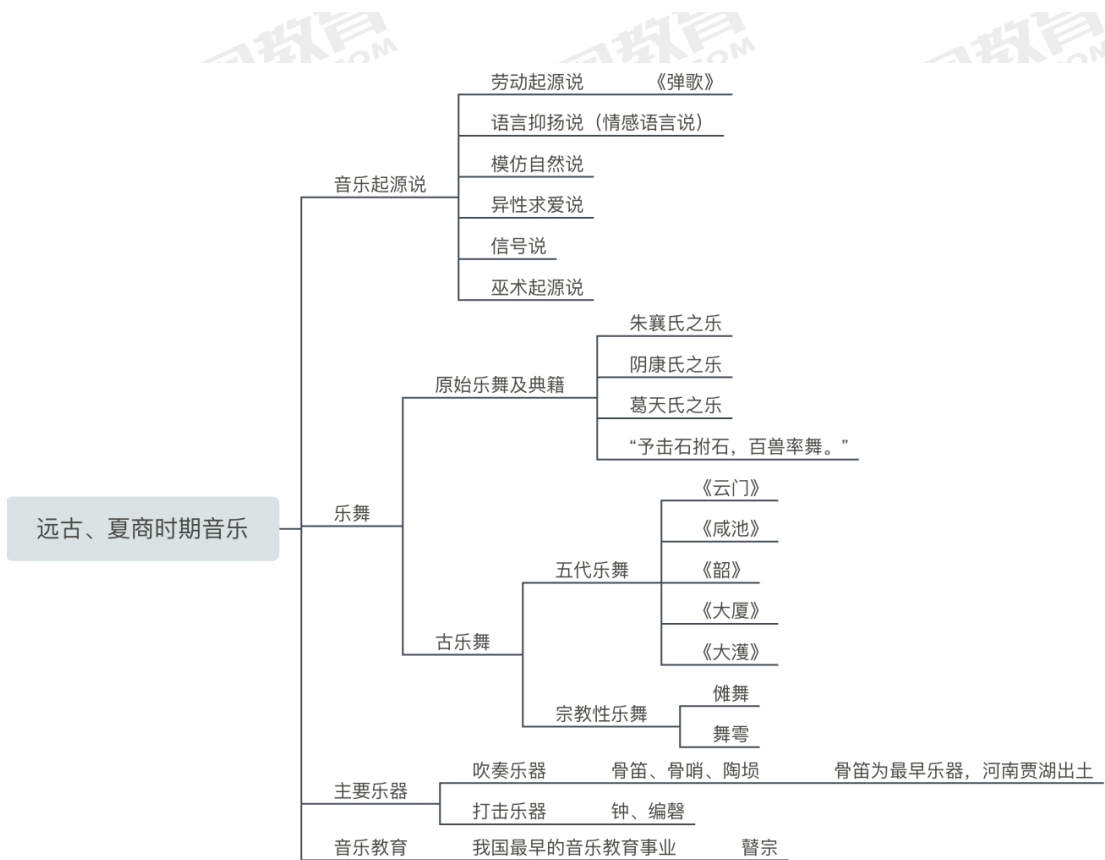 劳动起源说 《弹歌》
语言抑扬说（情感语言说）
模仿自然说
音乐起源说
异性求爱说
信号说
巫术起源说
朱襄氏之乐
阴康氏之乐
原始乐舞及典籍
葛天氏之乐
“予击石拊石，百兽率舞。”
《云门》
远古、夏商时期音乐
乐舞
《咸池》
五代乐舞
《韶》
《大厦》
古乐舞
《大濩》
傩舞
宗教性乐舞
舞雩
吹奏乐器 骨笛、骨哨、陶埙 骨笛为最早乐器，河南贾湖出土
主要乐器
打击乐器 钟、编磬
音乐教育 我国最早的音乐教育事业 瞽宗